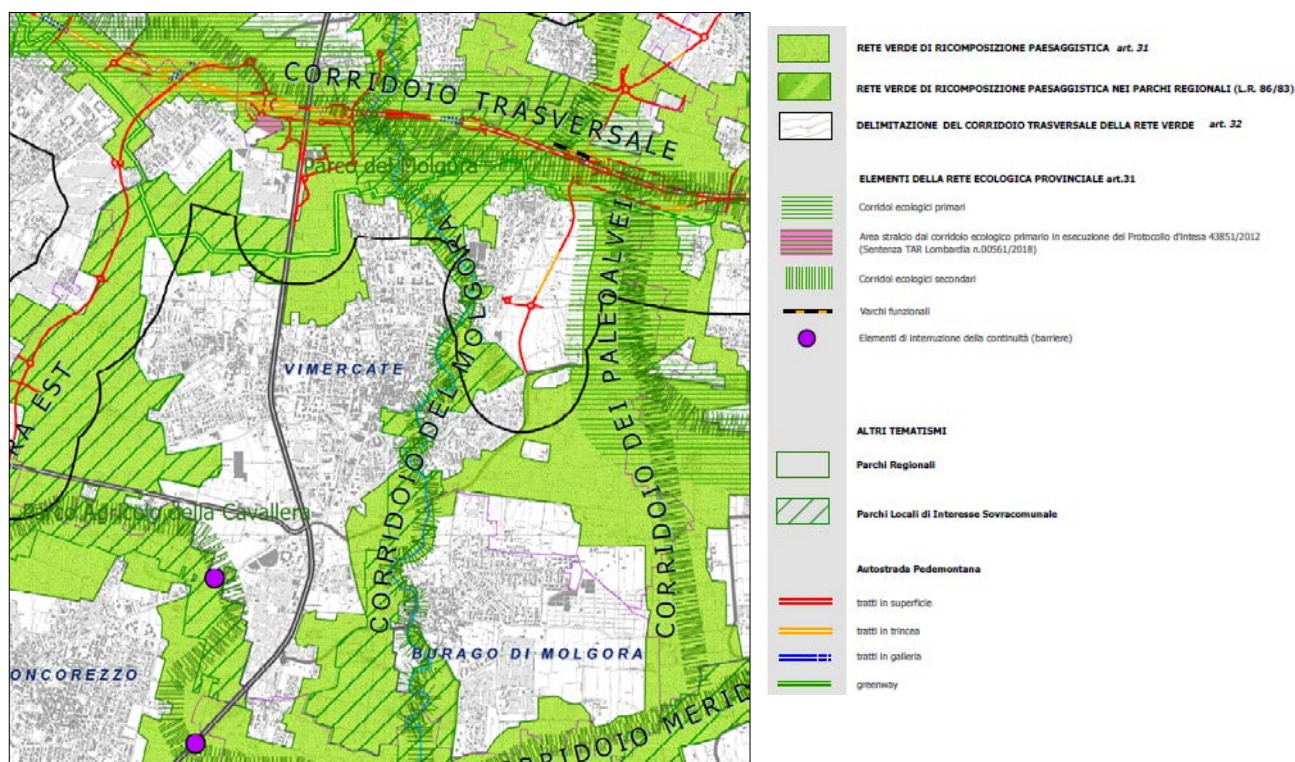 CORRIDOIO TRASVERSALE
Parco del Molgora
CORRIDOIO DEL MOLGORA
CORRIDOIO DEI PALEOALVEI
VIMERCATE
RA EST
Parco Agricolo della Cavallera
BURAGO DI MOLGORA
ONCOREZZO
RRIDOIO MERID
RETE VERDE DI RICOMPOSIZIONE PAESAGGISTICA art. 31
RETE VERDE DI RICOMPOSIZIONE PAESAGGISTICA NEI PARCHI REGIONALI (L.R. 86/83)
DELIMITAZIONE DEL CORRIDOIO TRASVERSALE DELLA RETE VERDE art. 32
ELEMENTI DELLA RETE ECOLOGICA PROVINCIALE art.31
Corridoi ecologici primari
Area stralcio dal corridoio ecologico primario in esecuzione del Protocollo d'Intesa 43851/2012
(Sentenza TAR Lombardia n.00561/2018)
Corridoi ecologici secondari
Varchi funzionali
Elementi di interruzione della continuità (barriere)
ALTRI TEMATISMI
Parchi Regionali
Parchi Locali di Interesse Sovracomunale
Autostrada Pedemontana
tratti in superficie
tratti in trincea
tratti in galleria
greenway